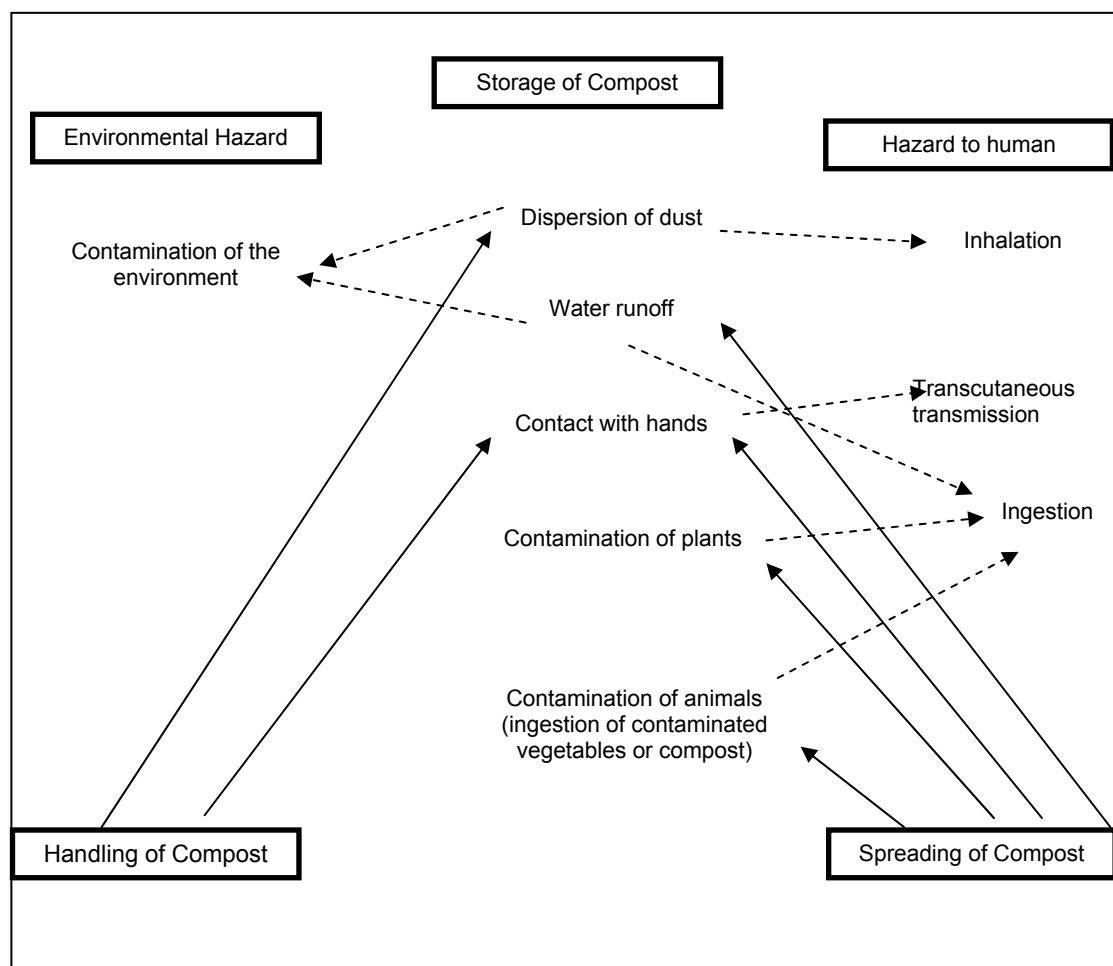 Storage of Compost
Environmental Hazard
Hazard to human
Dispersion of dust
Inhalation
Contamination of the
environment
Water runoff
Transcutaneous
transmission
Contact with hands
Ingestion
Contamination of plants
Contamination of animals
(ingestion of contaminated
vegetables or compost)
Handling of Compost
Spreading of Compost